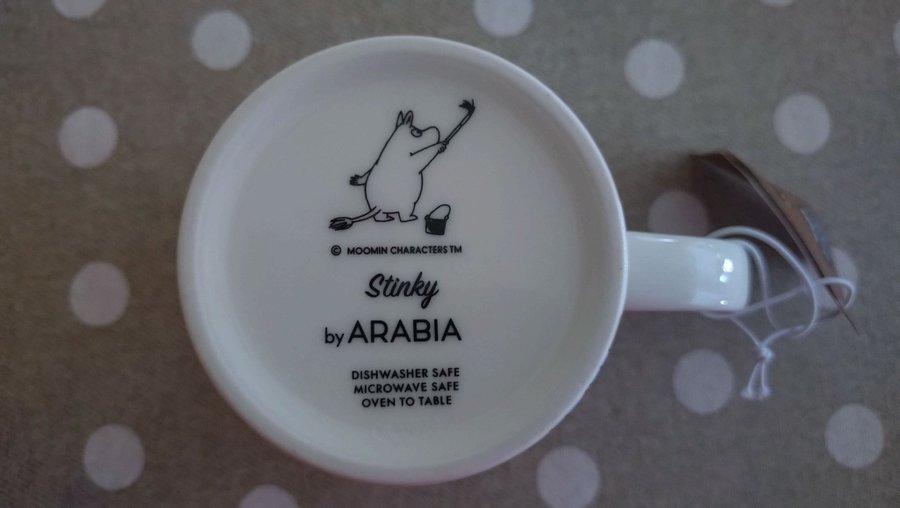 © MOOMIN CHARACTERS TM
Stinky
by ARABIA
DISHWASHER SAFE
MICROWAVE SAFE
OVEN TO TABLE